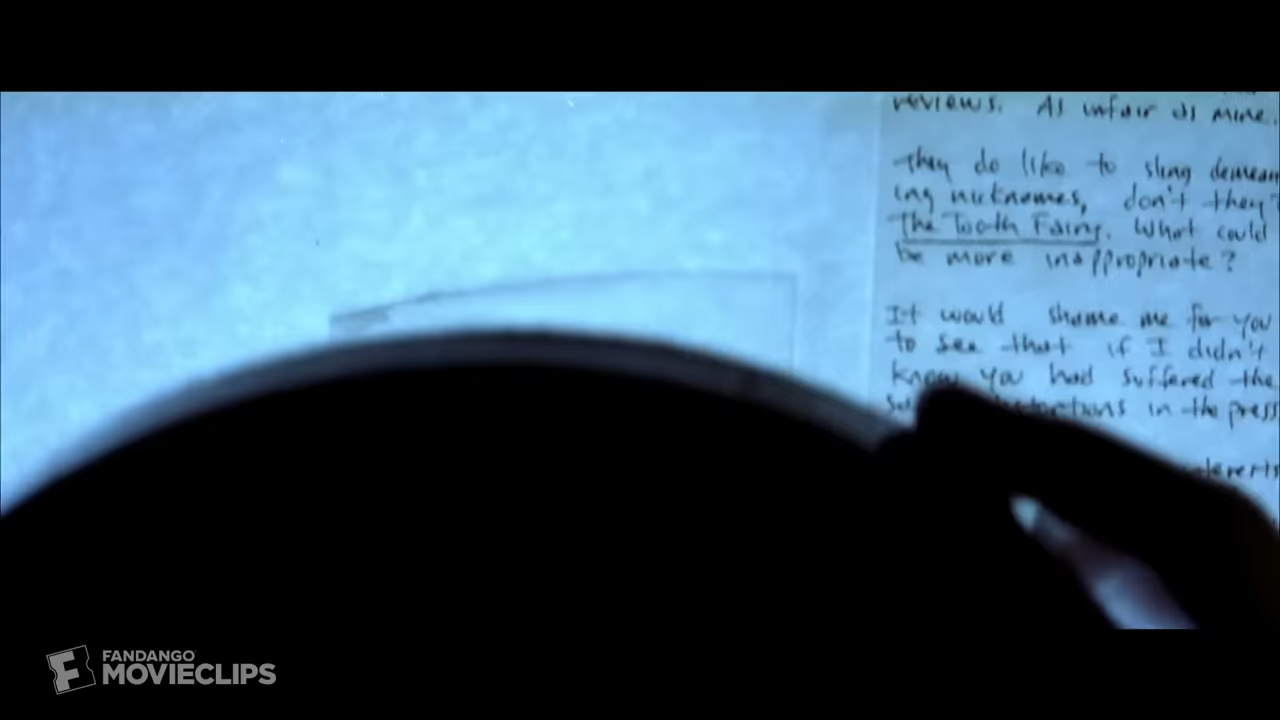 reviews. As unfair as mine.
They do like to sling demean
ing nicknames, don't they?
The Tooth Fairy. What could
be more inappropriate?
It would shame me for you
to see that if I didn't
know you had suffered the
distortions in the press
FANDANGO
MOVIECLIPS